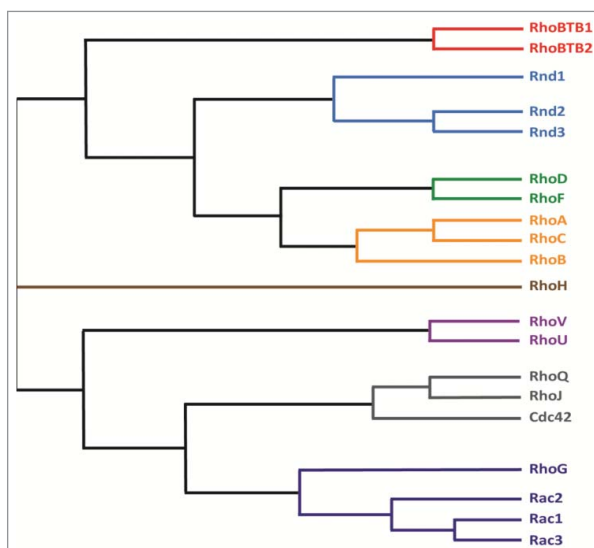 RhoBTB1
RhoBTB2
Rnd1
Rnd2
Rnd3
RhoD
RhoF
RhoA
RhoC
RhoB
RhoH
RhoV
RhoU
RhoQ
RhoJ
Cdc42
RhoG
Rac2
Rac1
Rac3